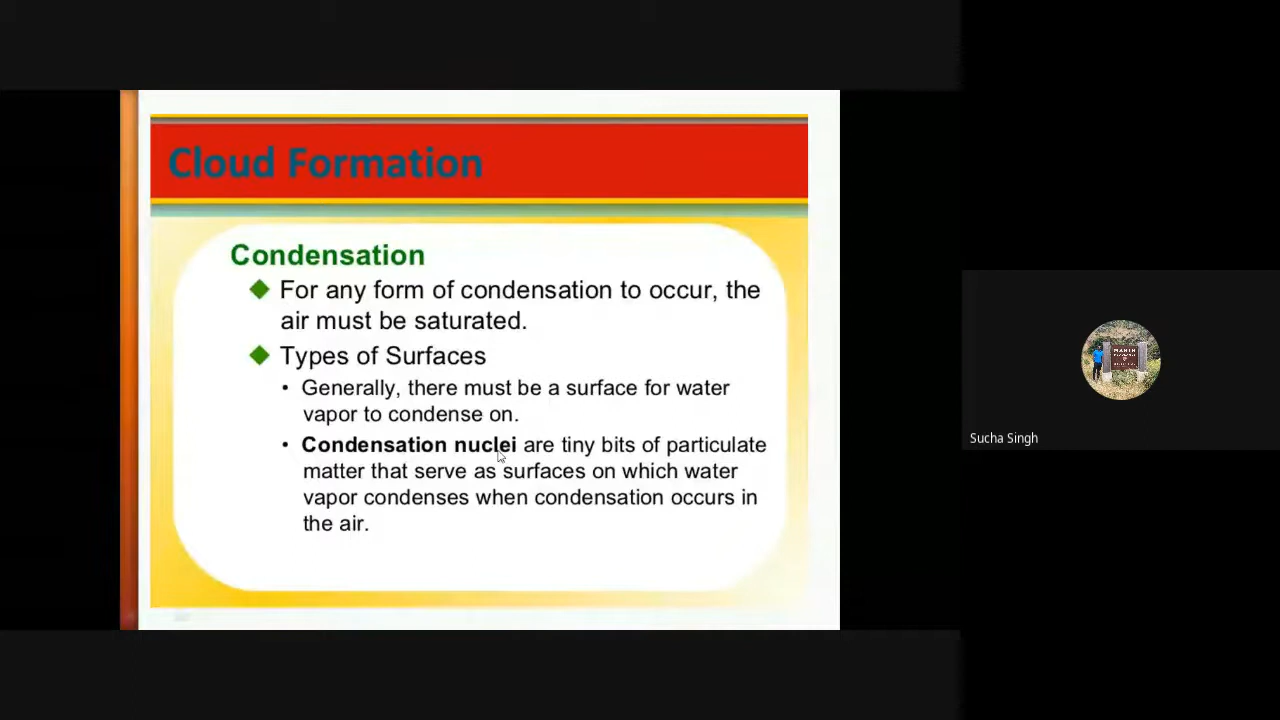 Cloud Formation
Condensation
For any form of condensation to occur, the
air must be saturated.
Types of Surfaces
• Generally, there must be a surface for water
vapor to condense on.
• Condensation nuclei are tiny bits of particulate
matter that serve as surfaces on which water
vapor condenses when condensation occurs in
the air.
Sucha Singh